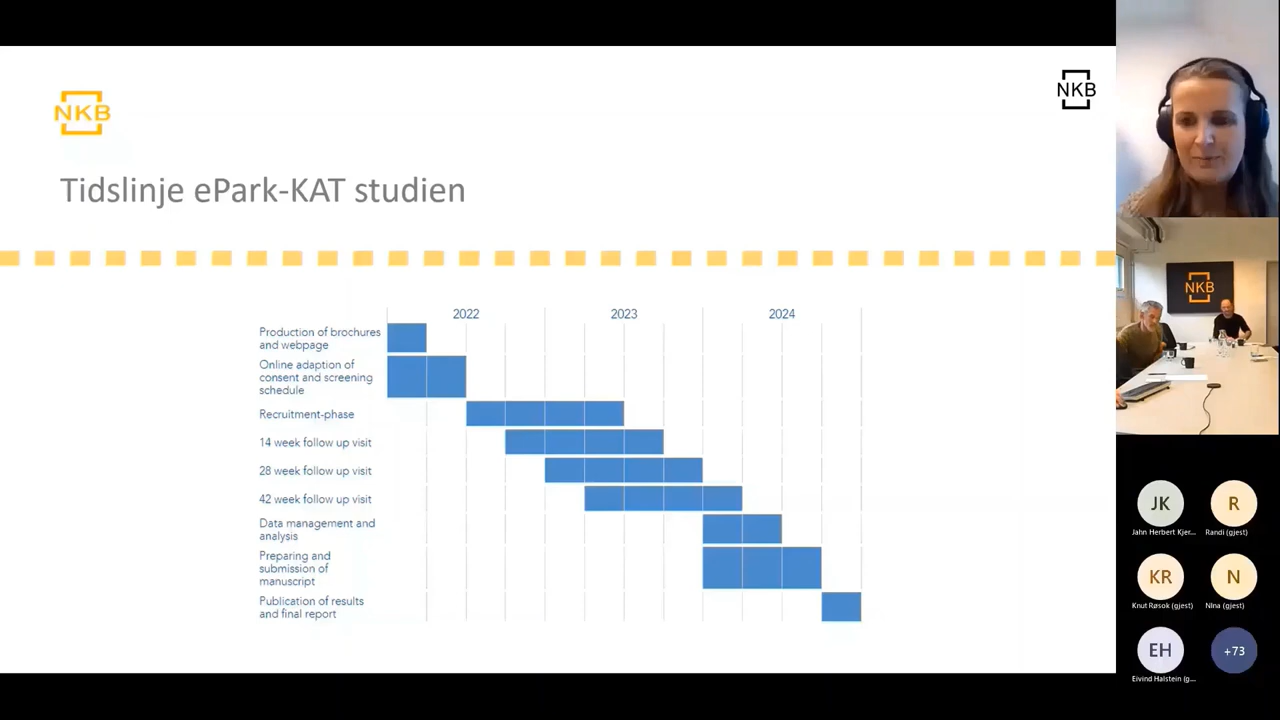 NKB
NKB
Tidslinje ePark-KAT studien
2022
2023
2024
Production of brochures
and webpage
Online adaption of
consent and screening
schedule
Recruitment-phase
14 week follow up visit
28 week follow up visit
42 week follow up visit
Data management and
analysis
Preparing and
submission of
manuscript
Publication of results
and final report
NKB
JK
Jahn Herbert Kjer...
R
Randi (gjest)
KR
Knut Røsok (gjest)
N
NIna (gjest)
EH
Eivind Halstein (g...
+73